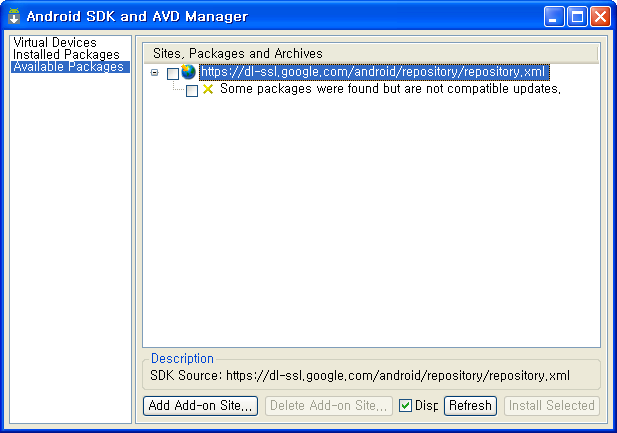 Android SDK and AVD Manager
Virtual Devices
Installed Packages
Available Packages
Sites, Packages and Archives
https://dl-ssl.google.com/android/repository/repository.xml
Some packages were found but are not compatible updates.
Description
SDK Source: https://dl-ssl.google.com/android/repository/repository.xml
Add Add-on Site... Delete Add-on Site... Disp Refresh Install Selected